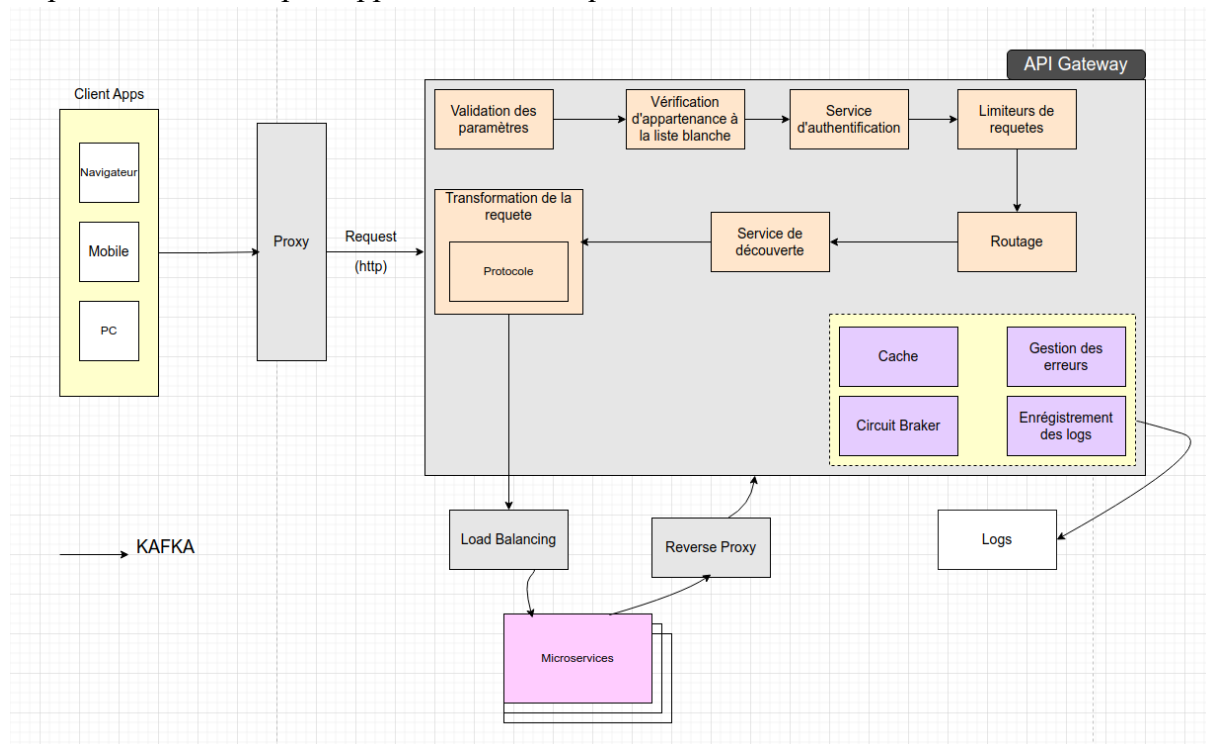 API Gateway
Client Apps
Navigateur
Mobile
PC
Proxy
Request
(http)
Validation des
paramètres
Vérification
d'appartenance à
la liste blanche
Service
d'authentification
Limiteurs de
requetes
Transformation de la
requete
Protocole
Service de
découverte
Routage
Cache
Gestion des
erreurs
Circuit Braker
Enrégistrement
des logs
Load Balancing
Reverse Proxy
Logs
KAFKA
Microservices